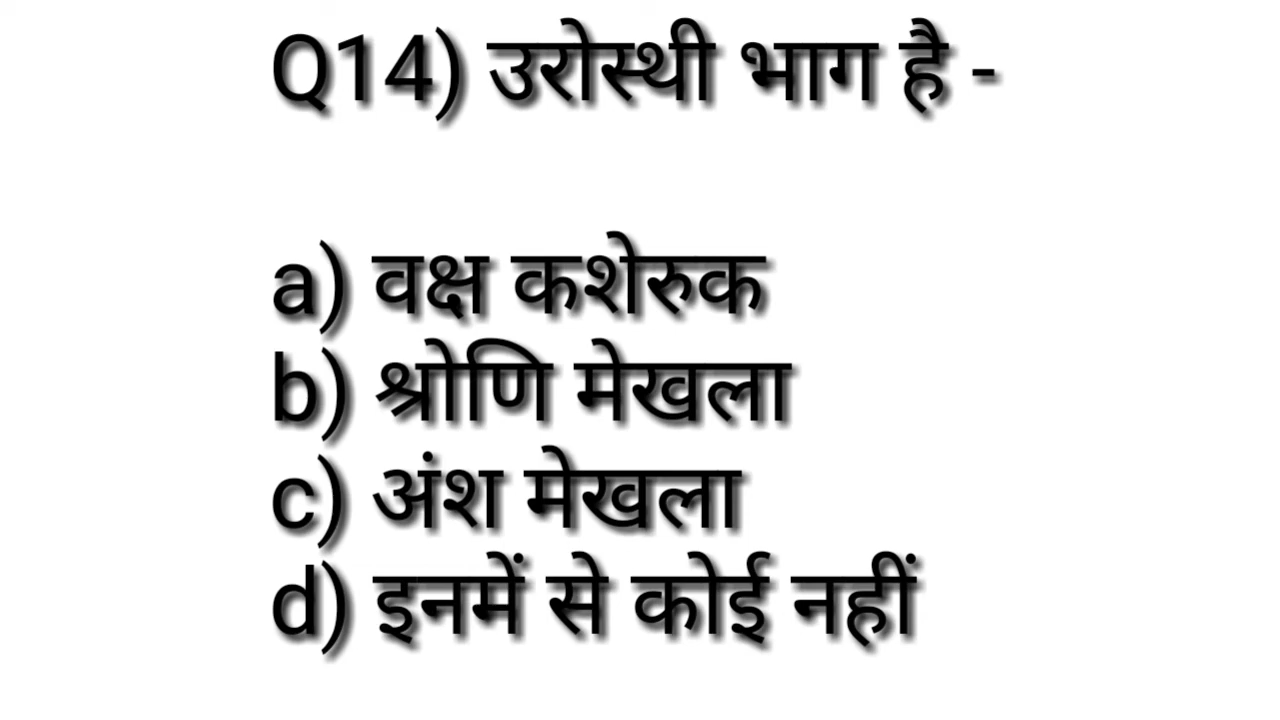 Q14) उरोस्थी भाग है -
a) वक्ष कशेरुक
b) श्रोणि मेखला
c) अंश मेखला
d) इनमें से कोई नहीं